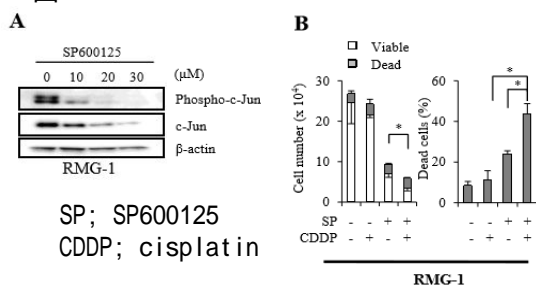 A
SP600125
0 10 20 30 (μM)
Phospho-c-Jun
c-Jun
β-actin
RMG-1
SP; SP600125
CDDP; cisplatin
B
Viable
Dead
Cell number (x 10⁴)
30
20
10
0
*
Dead cells (%)
60
40
20
0
*
*
SP - - + + - - + +
CDDP - + - + - + - +
RMG-1